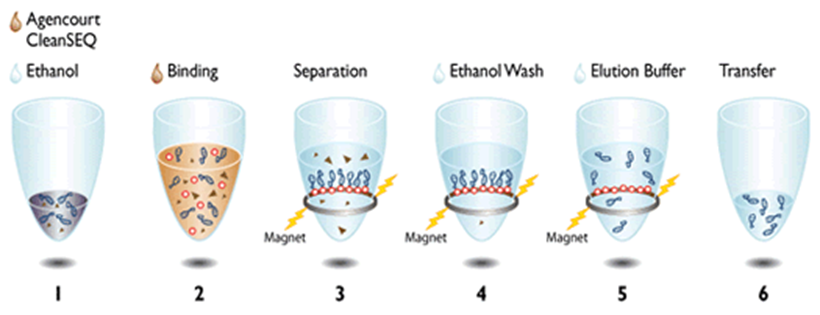 Agencourt
CleanSEQ
Ethanol
Binding
Separation
Ethanol Wash
Elution Buffer
Transfer
Magnet
Magnet
Magnet
1
2
3
4
5
6